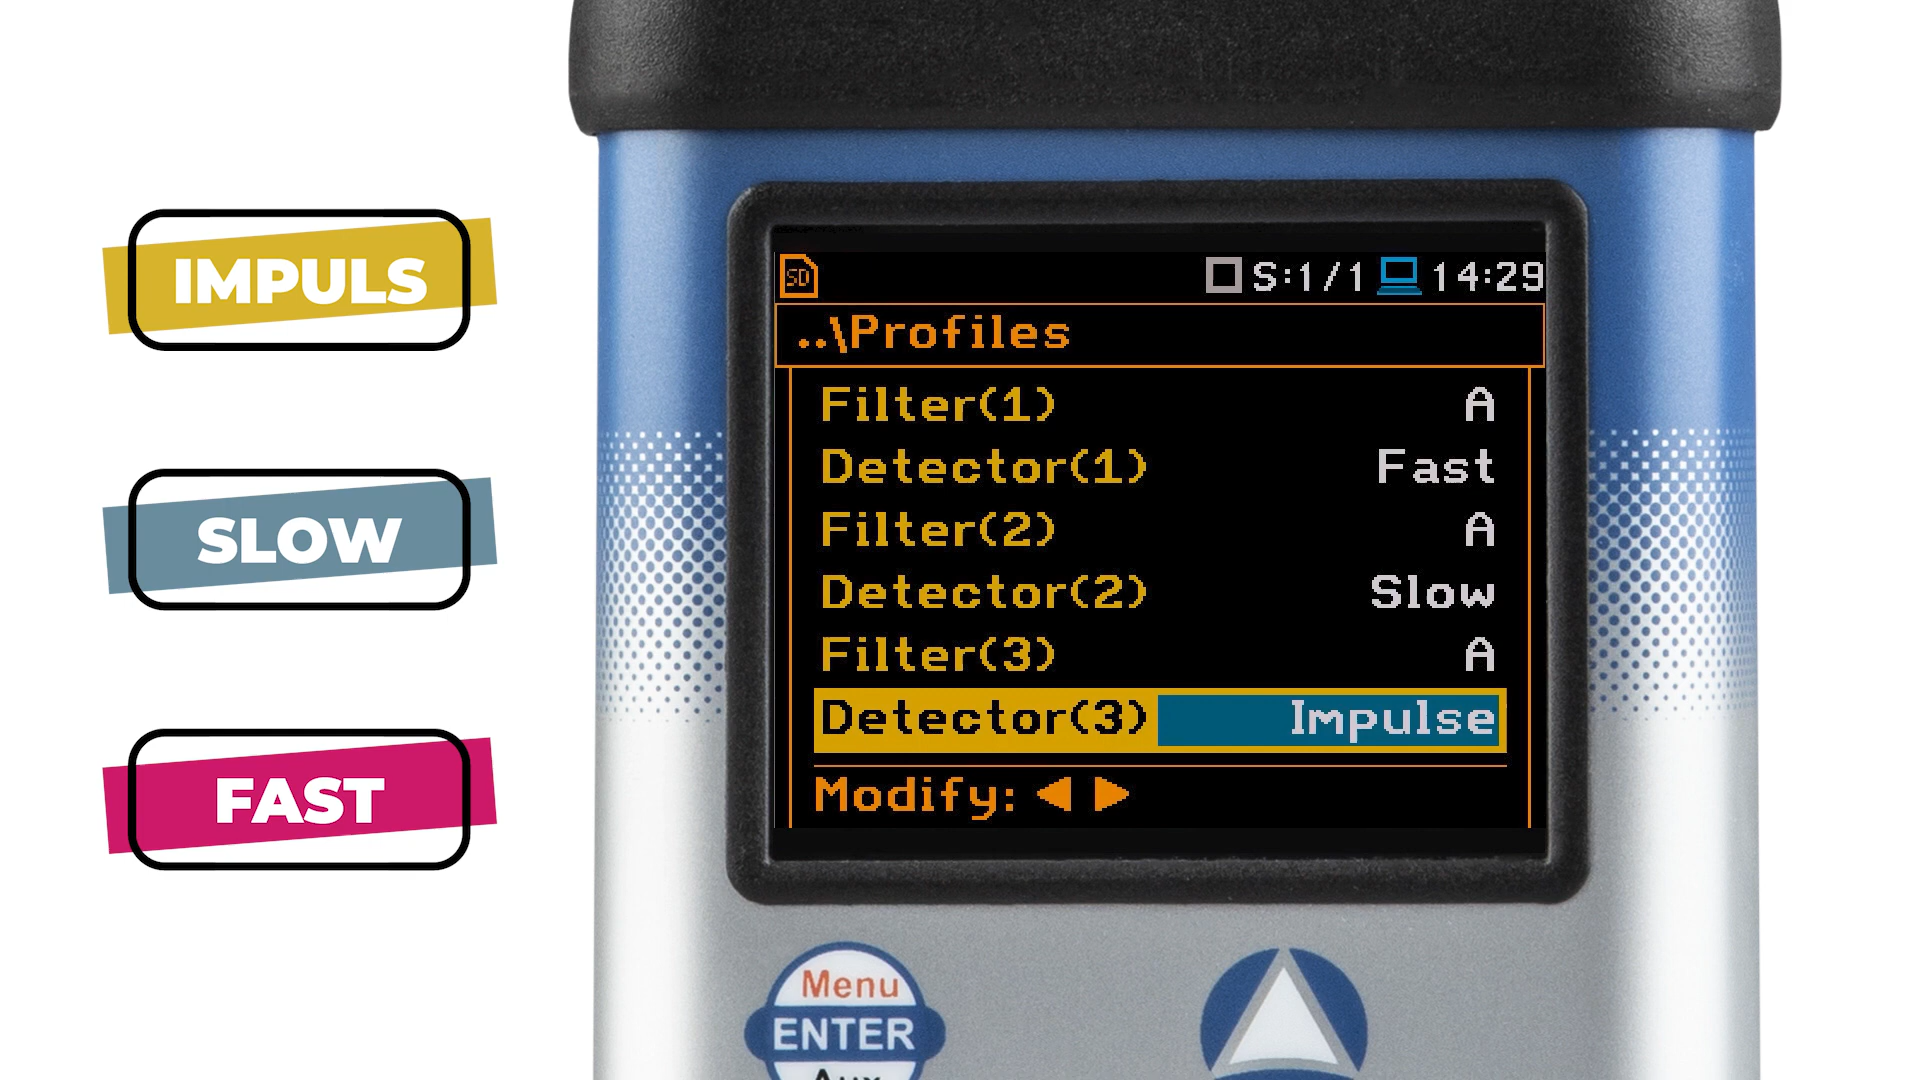 IMPULS
SLOW
FAST
SD S:1/1 14:29
..\Profiles
Filter(1) A
Detector(1) Fast
Filter(2) A
Detector(2) Slow
Filter(3) A
Detector(3) Impulse
Modify:
Menu
ENTER
Aux